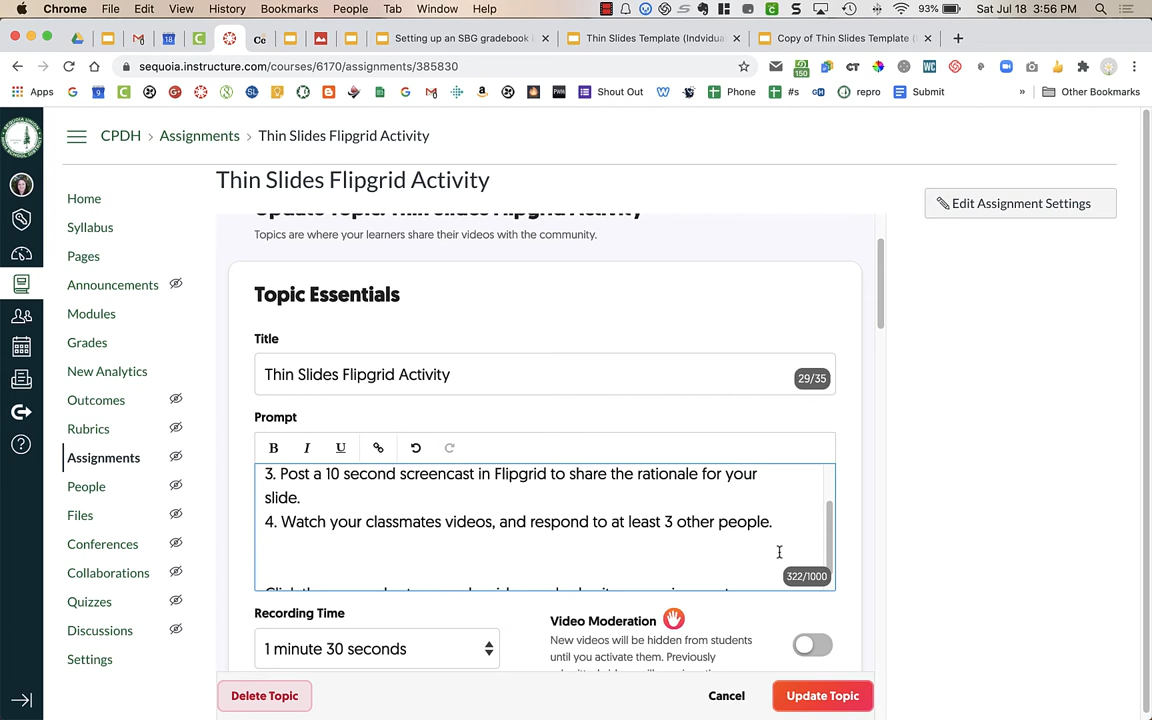 Chrome File Edit View History Bookmarks People Tab Window Help 93% Sat Jul 18 3:56 PM
Setting up an SBG gradebook Thin Slides Template (Indvidua Copy of Thin Slides Template (
sequoia.instructure.com/courses/6170/assignments/385830
Apps Shout Out Phone #s repro Submit » Other Bookmarks
CPDH > Assignments > Thin Slides Flipgrid Activity
Thin Slides Flipgrid Activity
Edit Assignment Settings
Home
Syllabus
Pages
Announcements
Modules
Grades
New Analytics
Outcomes
Rubrics
Assignments
People
Files
Conferences
Collaborations
Quizzes
Discussions
Settings
Update Topic: Thin Slides Flipgrid Activity
Topics are where your learners share their videos with the community.
Topic Essentials
Title
Thin Slides Flipgrid Activity
29/35
Prompt
B I U
3. Post a 10 second screencast in Flipgrid to share the rationale for your
slide.
4. Watch your classmates videos, and respond to at least 3 other people.
322/1000
Recording Time
1 minute 30 seconds
Video Moderation
New videos will be hidden from students
until you activate them. Previously
Delete Topic
Cancel
Update Topic